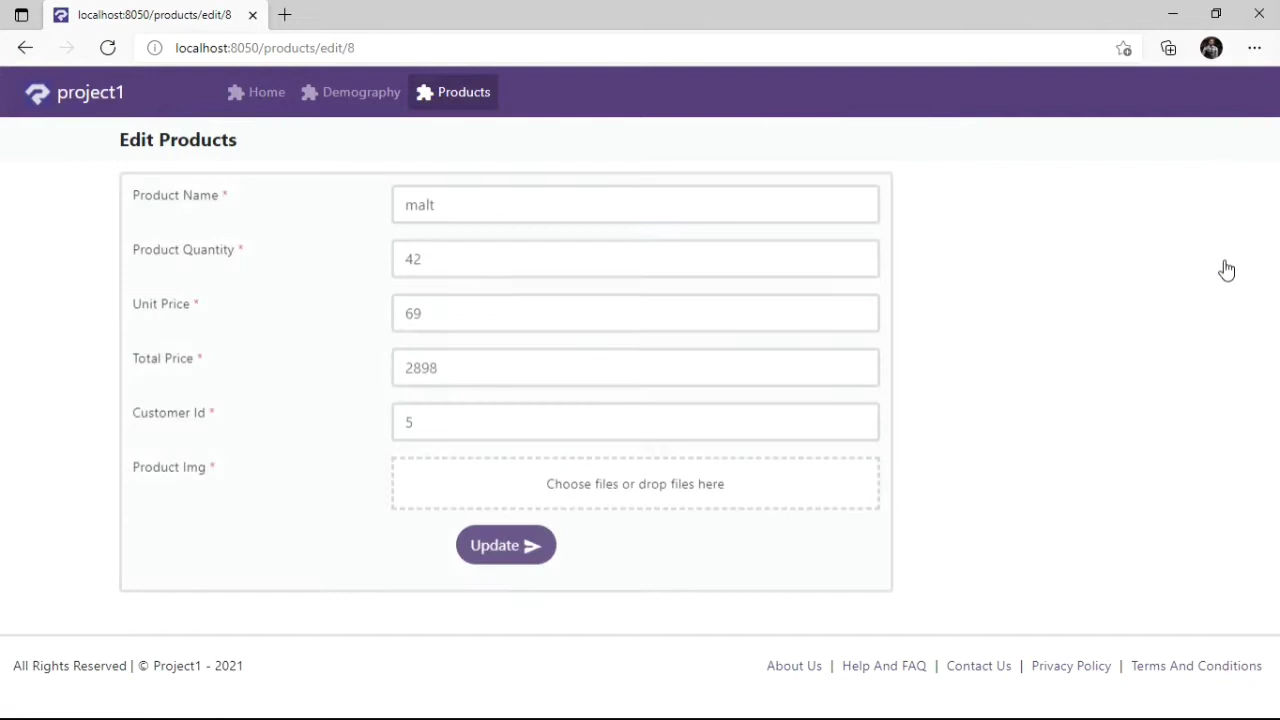 localhost:8050/products/edit/8
localhost:8050/products/edit/8
project1
Home
Demography
Products
Edit Products
Product Name *
malt
Product Quantity *
42
Unit Price *
69
Total Price *
2898
Customer Id *
5
Product Img *
Choose files or drop files here
Update
All Rights Reserved | © Project1 - 2021
About Us | Help And FAQ | Contact Us | Privacy Policy | Terms And Conditions